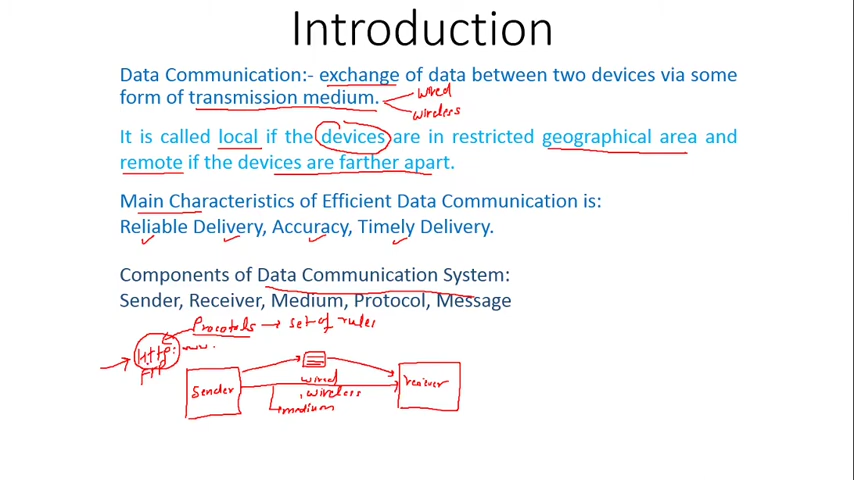 Introduction
Data Communication:- exchange of data between two devices via some
form of transmission medium.
wired
wireless
It is called local if the devices are in restricted geographical area and
remote if the devices are farther apart.
Main Characteristics of Efficient Data Communication is:
Reliable Delivery, Accuracy, Timely Delivery.
Components of Data Communication System:
Sender, Receiver, Medium, Protocol, Message
Procotols → set of rules
HTTP:
FTP
Sender
wired
, wireless
medium
reciever